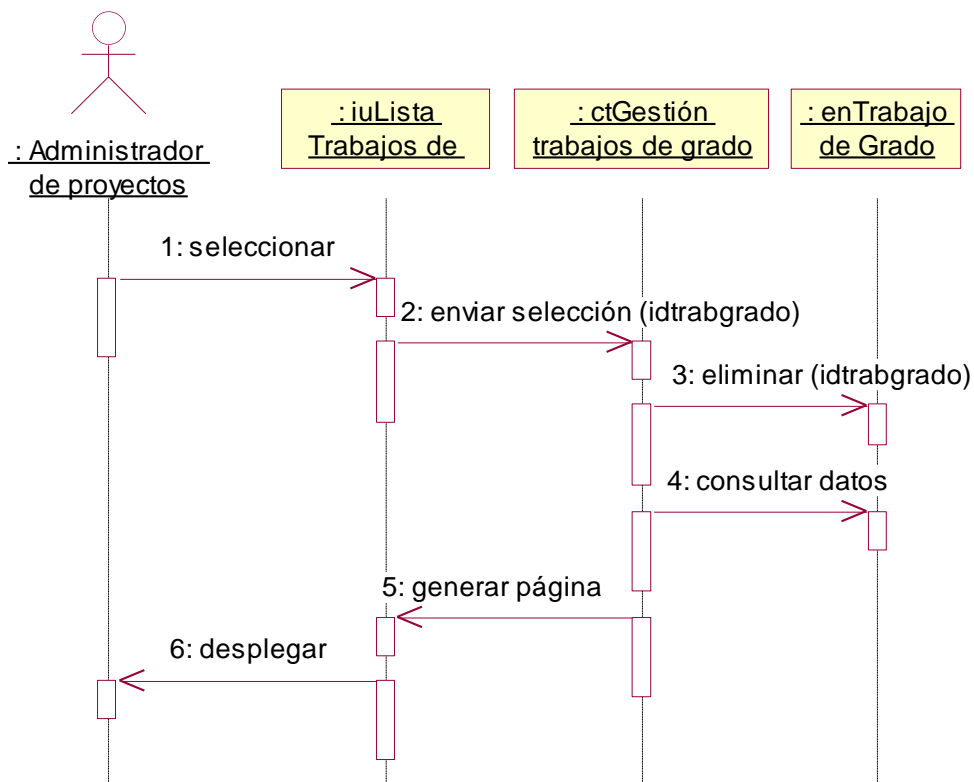 : Administrador
de proyectos
: iuLista
Trabajos de
: ctGestión
trabajos de grado
: enTrabajo
de Grado
1: seleccionar
2: enviar selección (idtrabgrado)
3: eliminar (idtrabgrado)
4: consultar datos
5: generar página
6: desplegar